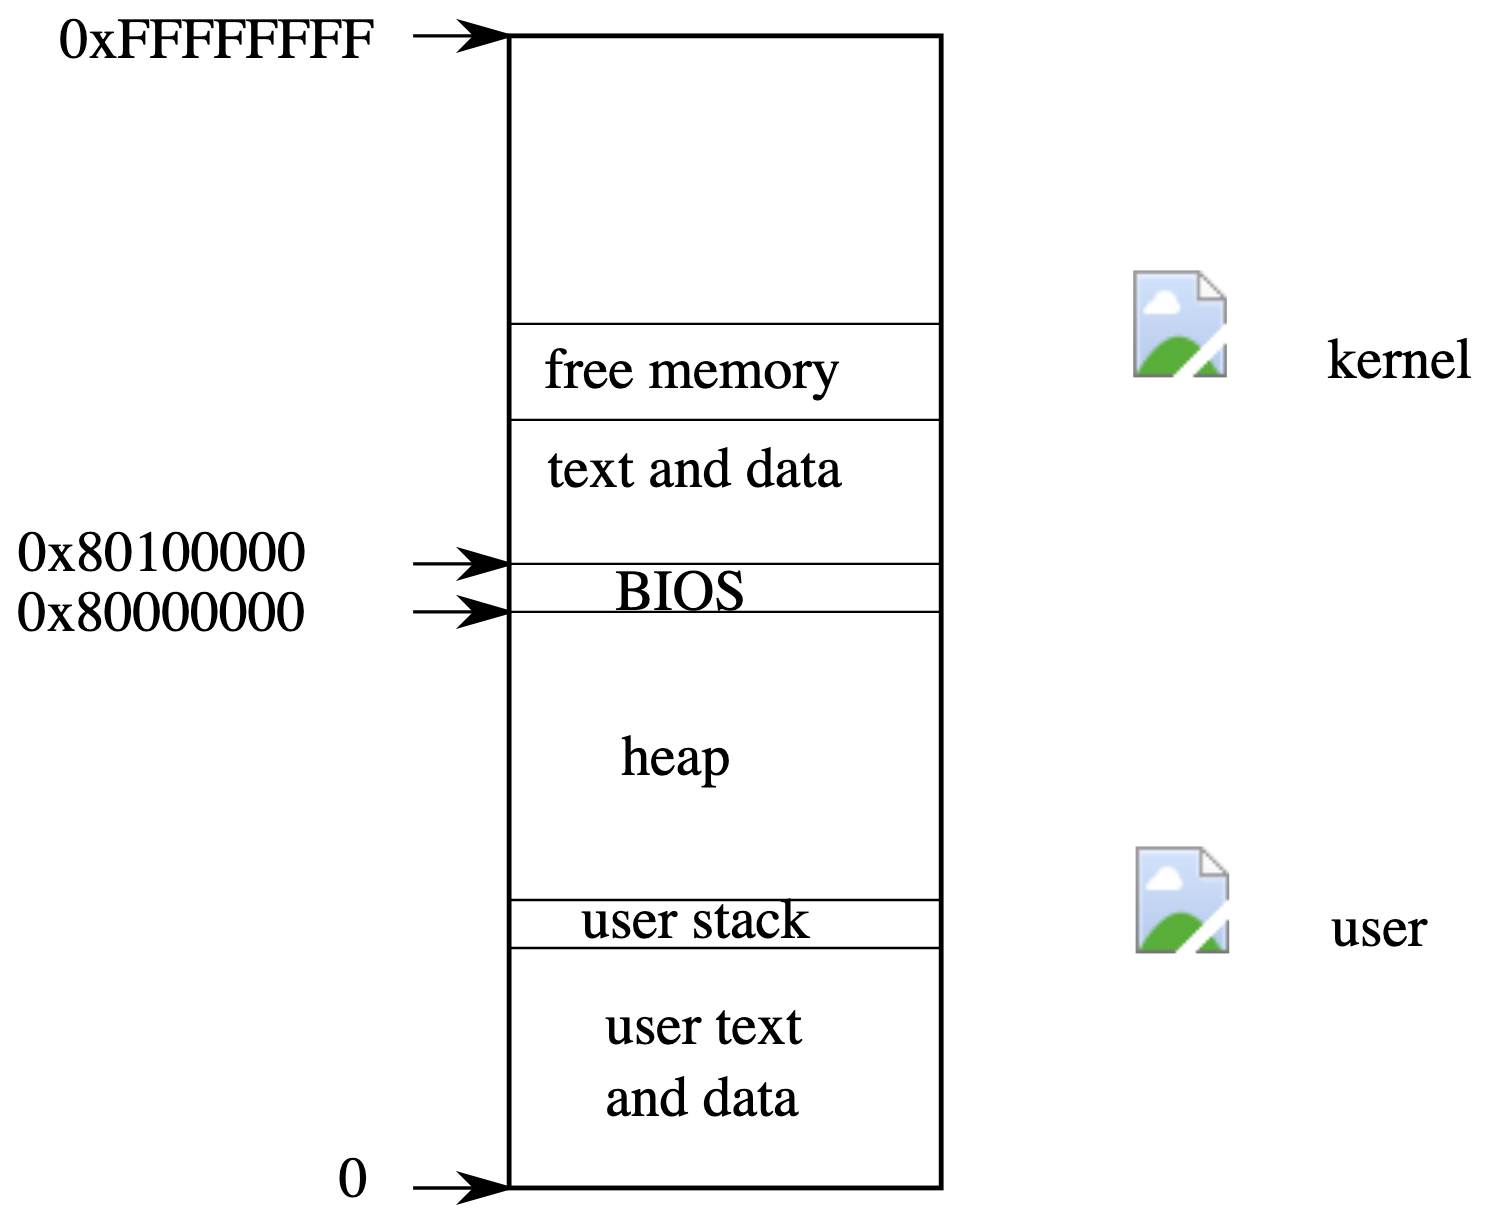 0xFFFFFFFF
free memory
kernel
text and data
0x80100000
BIOS
0x80000000
heap
user stack
user
user text
and data
0